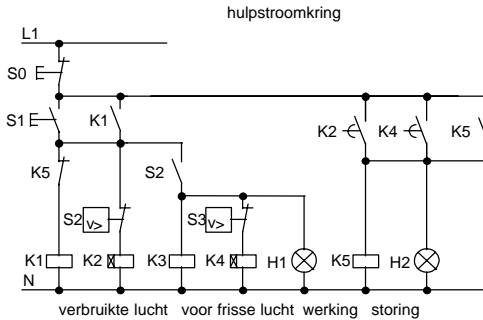 hulpstroomkring
L1
S0
S1 K1 K2 K4 K5
K5 S2
S2 v> S3 v>
K1 K2 K3 K4 H1 K5 H2
N
verbruikte lucht voor frisse lucht werking storing